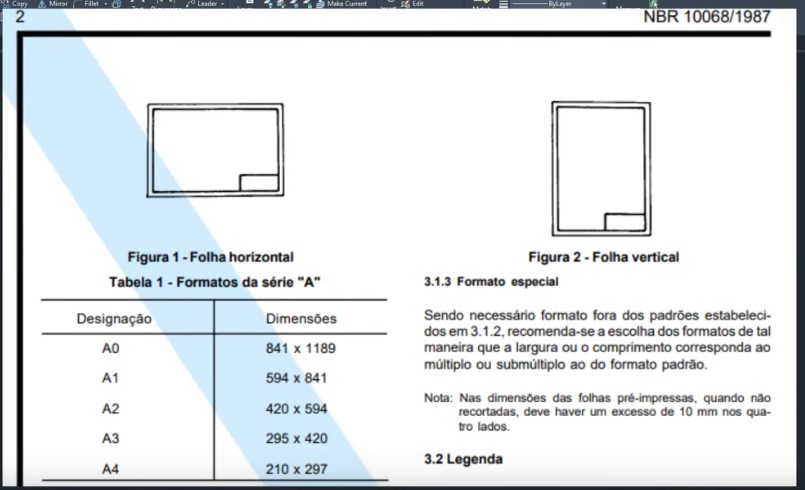 Copy Mirror Fillet Leader Make Current Edit ByLayer
2 NBR 10068/1987
Figura 1 - Folha horizontal
Tabela 1 - Formatos da série "A"
Designação Dimensões
A0 841 x 1189
A1 594 x 841
A2 420 x 594
A3 295 x 420
A4 210 x 297
Figura 2 - Folha vertical
3.1.3 Formato especial
Sendo necessário formato fora dos padrões estabeleci-
dos em 3.1.2, recomenda-se a escolha dos formatos de tal
maneira que a largura ou o comprimento corresponda ao
múltiplo ou submúltiplo ao do formato padrão.
Nota: Nas dimensões das folhas pré-impressas, quando não
recortadas, deve haver um excesso de 10 mm nos qua-
tro lados.
3.2 Legenda